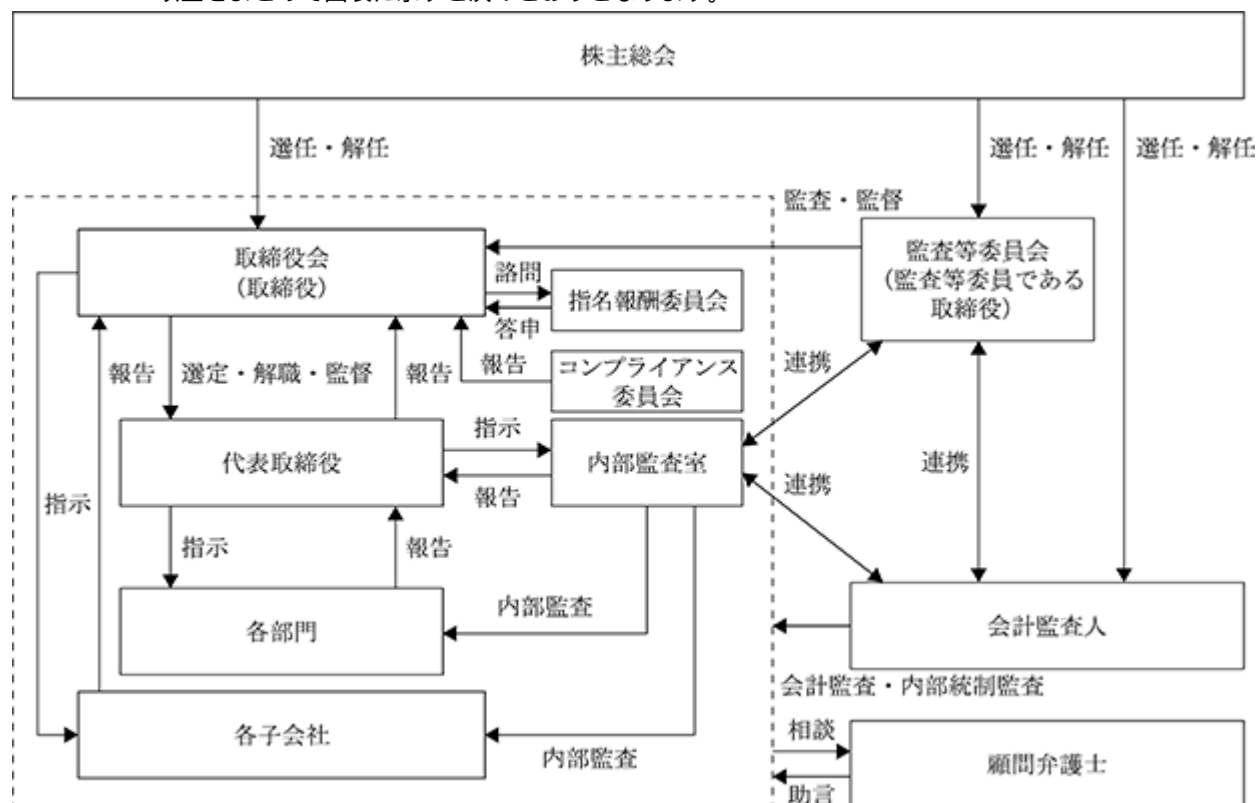 株主総会
選任・解任
選任・解任
選任・解任
監査・監督
取締役会
(取締役)
諮問
答申
指名報酬委員会
監査等委員会
(監査等委員である
取締役)
報告
選定・解職・監督
報告
報告
コンプライアンス
委員会
連携
代表取締役
指示
報告
内部監査室
連携
連携
指示
指示
報告
各部門
内部監査
会計監査人
会計監査・内部統制監査
各子会社
内部監査
相談
助言
顧問弁護士